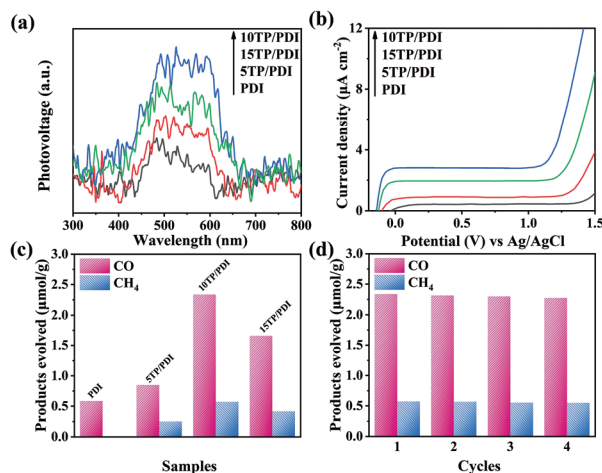 (a)
10TP/PDI
15TP/PDI
5TP/PDI
PDI
Photovoltage (a.u.)
300 400 500 600 700 800
Wavelength (nm)
(b)
12
8
4
0
10TP/PDI
15TP/PDI
5TP/PDI
PDI
Current density (μA cm⁻²)
0.0 0.5 1.0 1.5
Potential (V) vs Ag/AgCl
(c)
3.0
2.5
2.0
1.5
1.0
0.5
0.0
CO
CH₄
PDI
5TP/PDI
10TP/PDI
15TP/PDI
Products evolved (μmol/g)
Samples
(d)
3.0
2.5
2.0
1.5
1.0
0.5
0.0
CO
CH₄
Products evolved (μmol/g)
1 2 3 4
Cycles